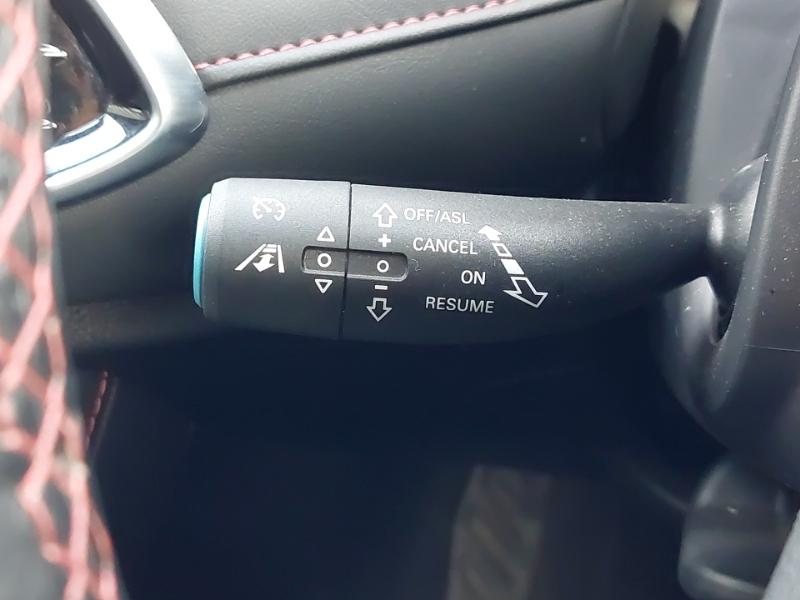 OFF/ASL
+ CANCEL
ON
- RESUME